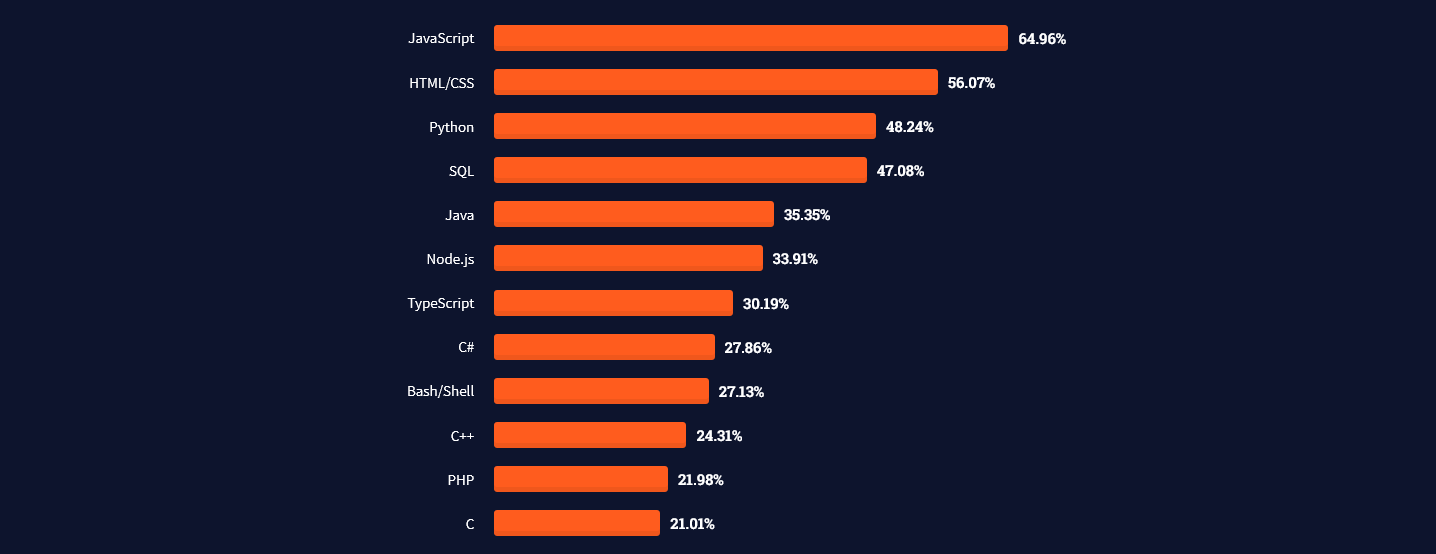 JavaScript 64.96%
HTML/CSS 56.07%
Python 48.24%
SQL 47.08%
Java 35.35%
Node.js 33.91%
TypeScript 30.19%
C# 27.86%
Bash/Shell 27.13%
C++ 24.31%
PHP 21.98%
C 21.01%